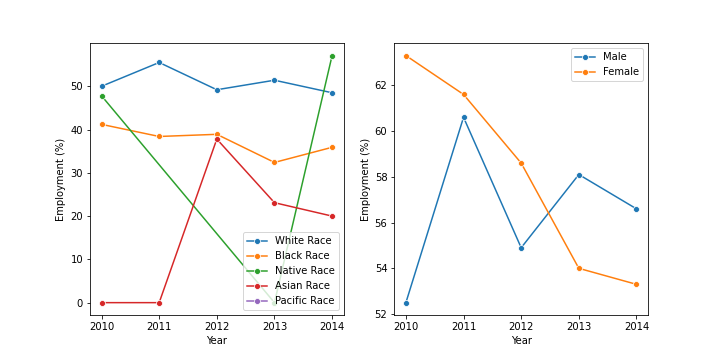 50
40
30
20
10
0
Employment (%)
2010 2011 2012 2013 2014
Year
White Race
Black Race
Native Race
Asian Race
Pacific Race
62
60
58
56
54
52
Employment (%)
2010 2011 2012 2013 2014
Year
Male
Female